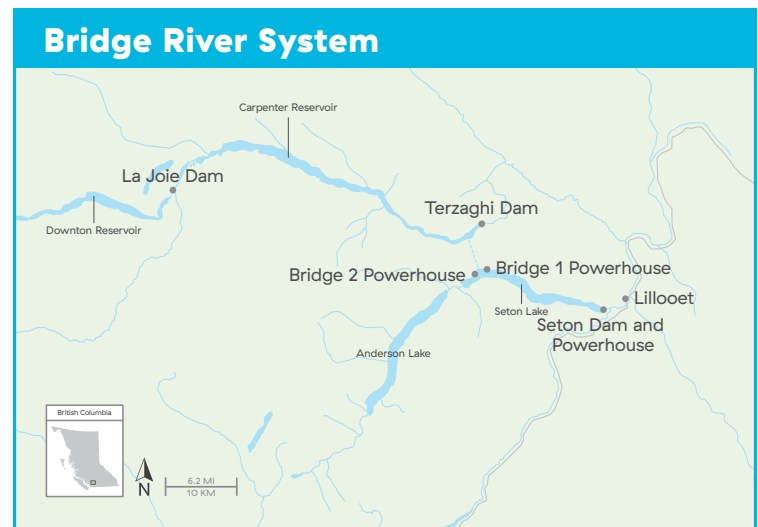 Bridge River System
Carpenter Reservoir
La Joie Dam
Terzaghi Dam
Downton Reservoir
Bridge 1 Powerhouse
Bridge 2 Powerhouse
Lillooet
Seton Lake
Seton Dam and
Powerhouse
Anderson Lake
British Columbia
N
6.2 MI
10 KM